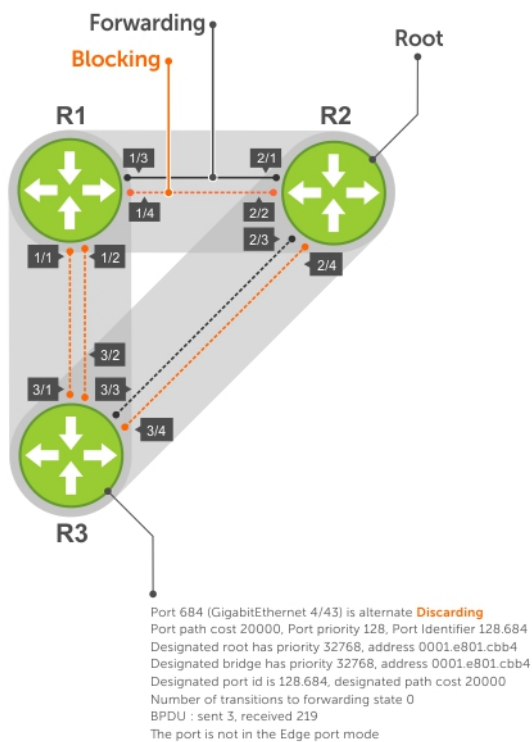 Forwarding
Blocking
Root
R1
R2
1/3
2/1
1/4
2/2
2/3
1/1
1/2
2/4
3/2
3/1
3/3
3/4
R3
Port 684 (GigabitEthernet 4/43) is alternate Discarding
Port path cost 20000, Port priority 128, Port Identifier 128.684
Designated root has priority 32768, address 0001.e801.cbb4
Designated bridge has priority 32768, address 0001.e801.cbb4
Designated port id is 128.684, designated path cost 20000
Number of transitions to forwarding state 0
BPDU : sent 3, received 219
The port is not in the Edge port mode